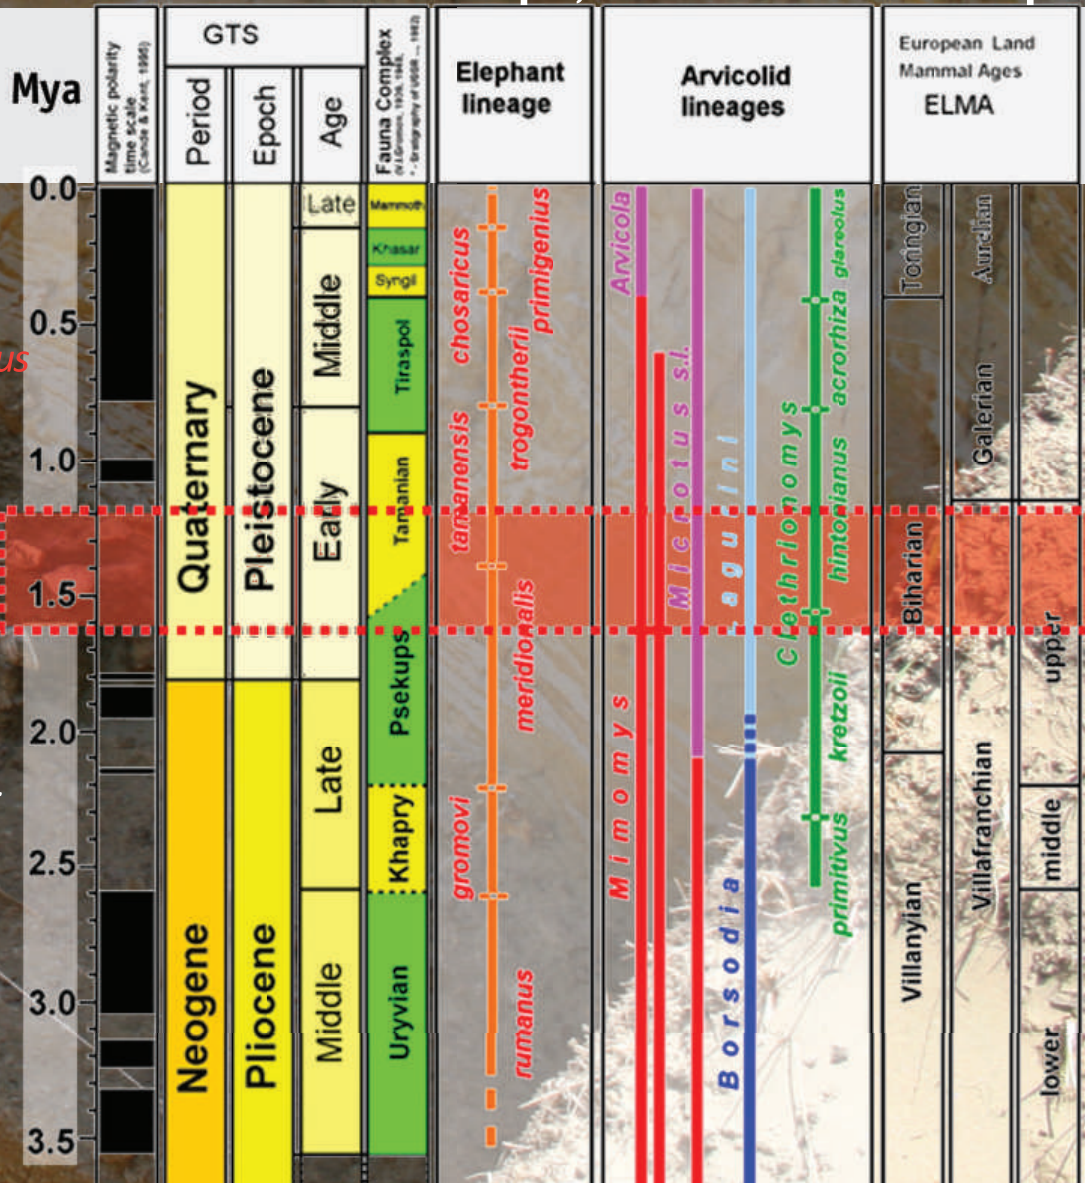 us
Mya
Magnetic polarity
time scale
(Cande & Kent, 1995)
GTS
Period
Epoch
Age
Fauna Complex
Elephant
lineage
Arvicolid
lineages
European Land
Mammal Ages
ELMA
0.0
0.5
1.0
1.5
2.0
2.5
3.0
3.5
Quaternary
Neogene
Pleistocene
Pliocene
Late
Middle
Early
Late
Middle
Mammoth
Khasar
Syngil
Tiraspol
Tamanian
Psekups
Khapry
Uryvian
primigenius
chosaricus
trogontherii
tamanensis
meridionalis
gromovi
rumanus
Arvicola
Mimomys
Microtus s.l.
Lagurini
Borsodia
Clethrionomys
glareolus
acrorhiza
hintonianus
kretzoii
primitivus
Toringian
Biharian
Villanyian
Aurelian
Galerian
Villafranchian
upper
middle
lower